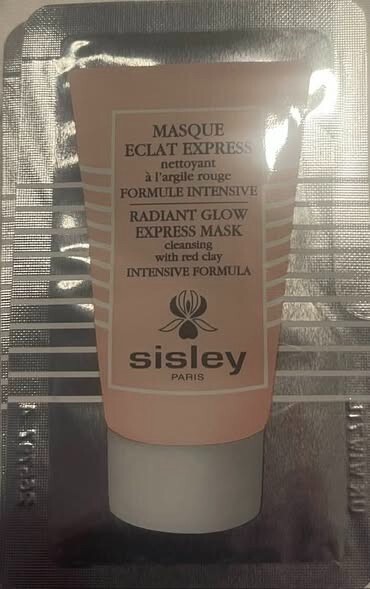 MASQUE
ECLAT EXPRESS
nettoyant
à l'argile rouge
FORMULE INTENSIVE
RADIANT GLOW
EXPRESS MASK
cleansing
with red clay
INTENSIVE FORMULA
sisley
PARIS